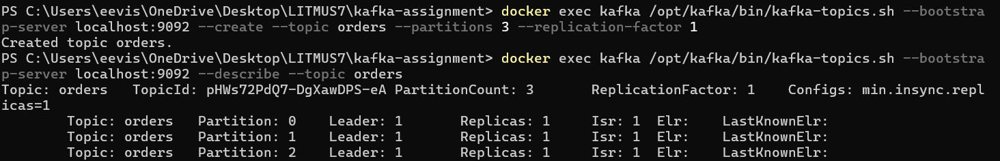 PS C:\Users\eevis\OneDrive\Desktop\LITMUS7\kafka-assignment> docker exec kafka /opt/kafka/bin/kafka-topics.sh --bootstra
p-server localhost:9092 --create --topic orders --partitions 3 --replication-factor 1
Created topic orders.
PS C:\Users\eevis\OneDrive\Desktop\LITMUS7\kafka-assignment> docker exec kafka /opt/kafka/bin/kafka-topics.sh --bootstra
p-server localhost:9092 --describe --topic orders
Topic: orders   TopicId: pHWs72PdQ7-DgXawDPS-eA PartitionCount: 3       ReplicationFactor: 1    Configs: min.insync.repl
icas=1
        Topic: orders   Partition: 0    Leader: 1       Replicas: 1     Isr: 1  Elr:    LastKnownElr:
        Topic: orders   Partition: 1    Leader: 1       Replicas: 1     Isr: 1  Elr:    LastKnownElr:
        Topic: orders   Partition: 2    Leader: 1       Replicas: 1     Isr: 1  Elr:    LastKnownElr: